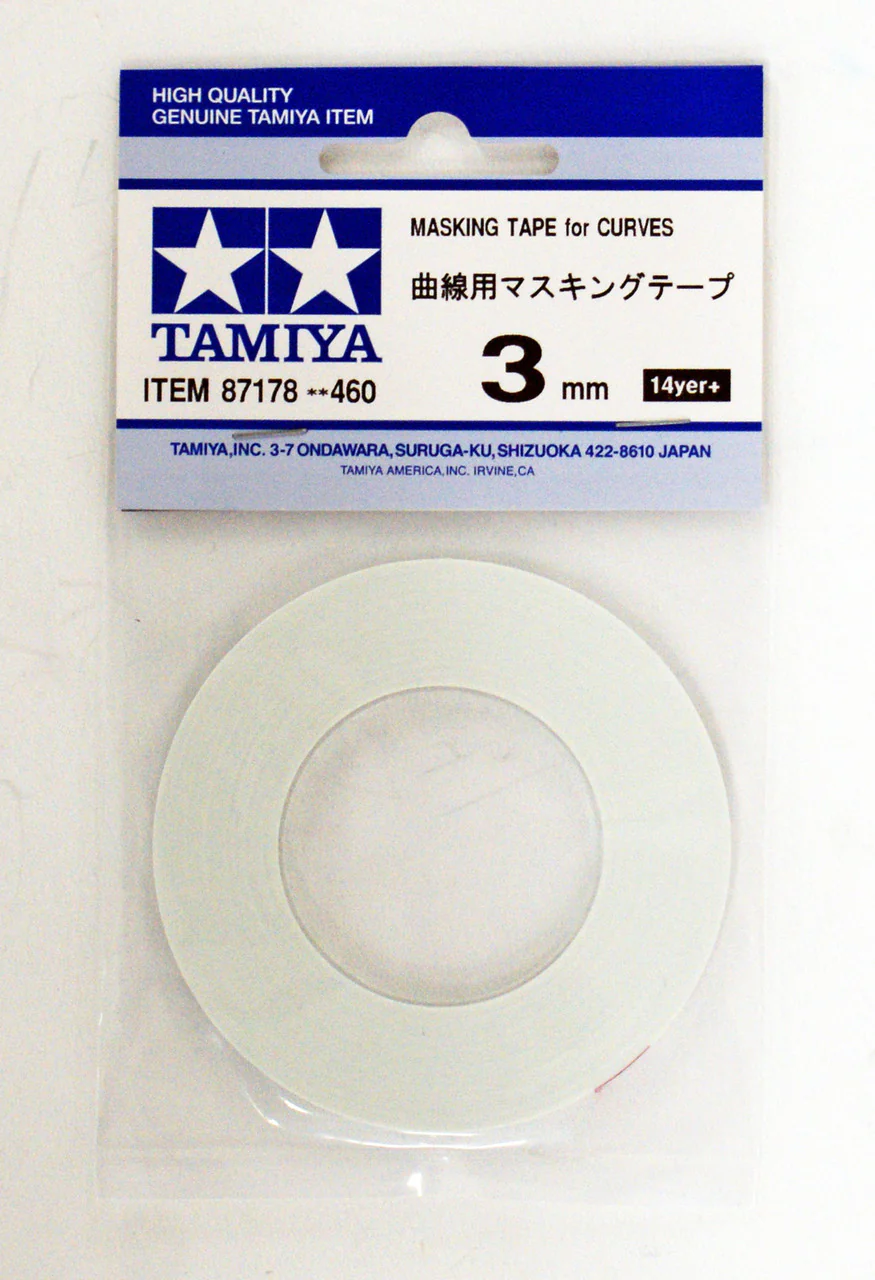 HIGH QUALITY
GENUINE TAMIYA ITEM
MASKING TAPE for CURVES
曲線用マスキングテープ
TAMIYA
3 mm
14yer+
ITEM 87178 **460
TAMIYA,INC. 3-7 ONDAWARA, SURUGA-KU, SHIZUOKA 422-8610 JAPAN
TAMIYA AMERICA, INC. IRVINE, CA